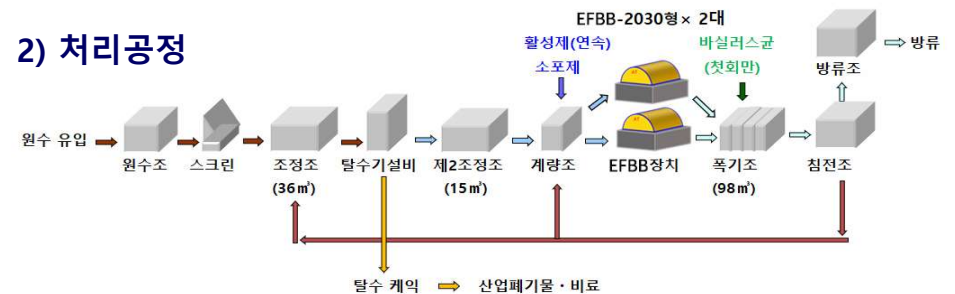 2) 처리공정
EFBB-2030형× 2대
활성제(연속)
소포제
바실러스균
(첫회만)
방류
방류조
원수 유입
원수조
스크린
조정조
(36㎥)
탈수기설비
제2조정조
(15㎥)
계량조
EFBB장치
폭기조
(98㎥)
침전조
탈수 케익
산업폐기물・비료